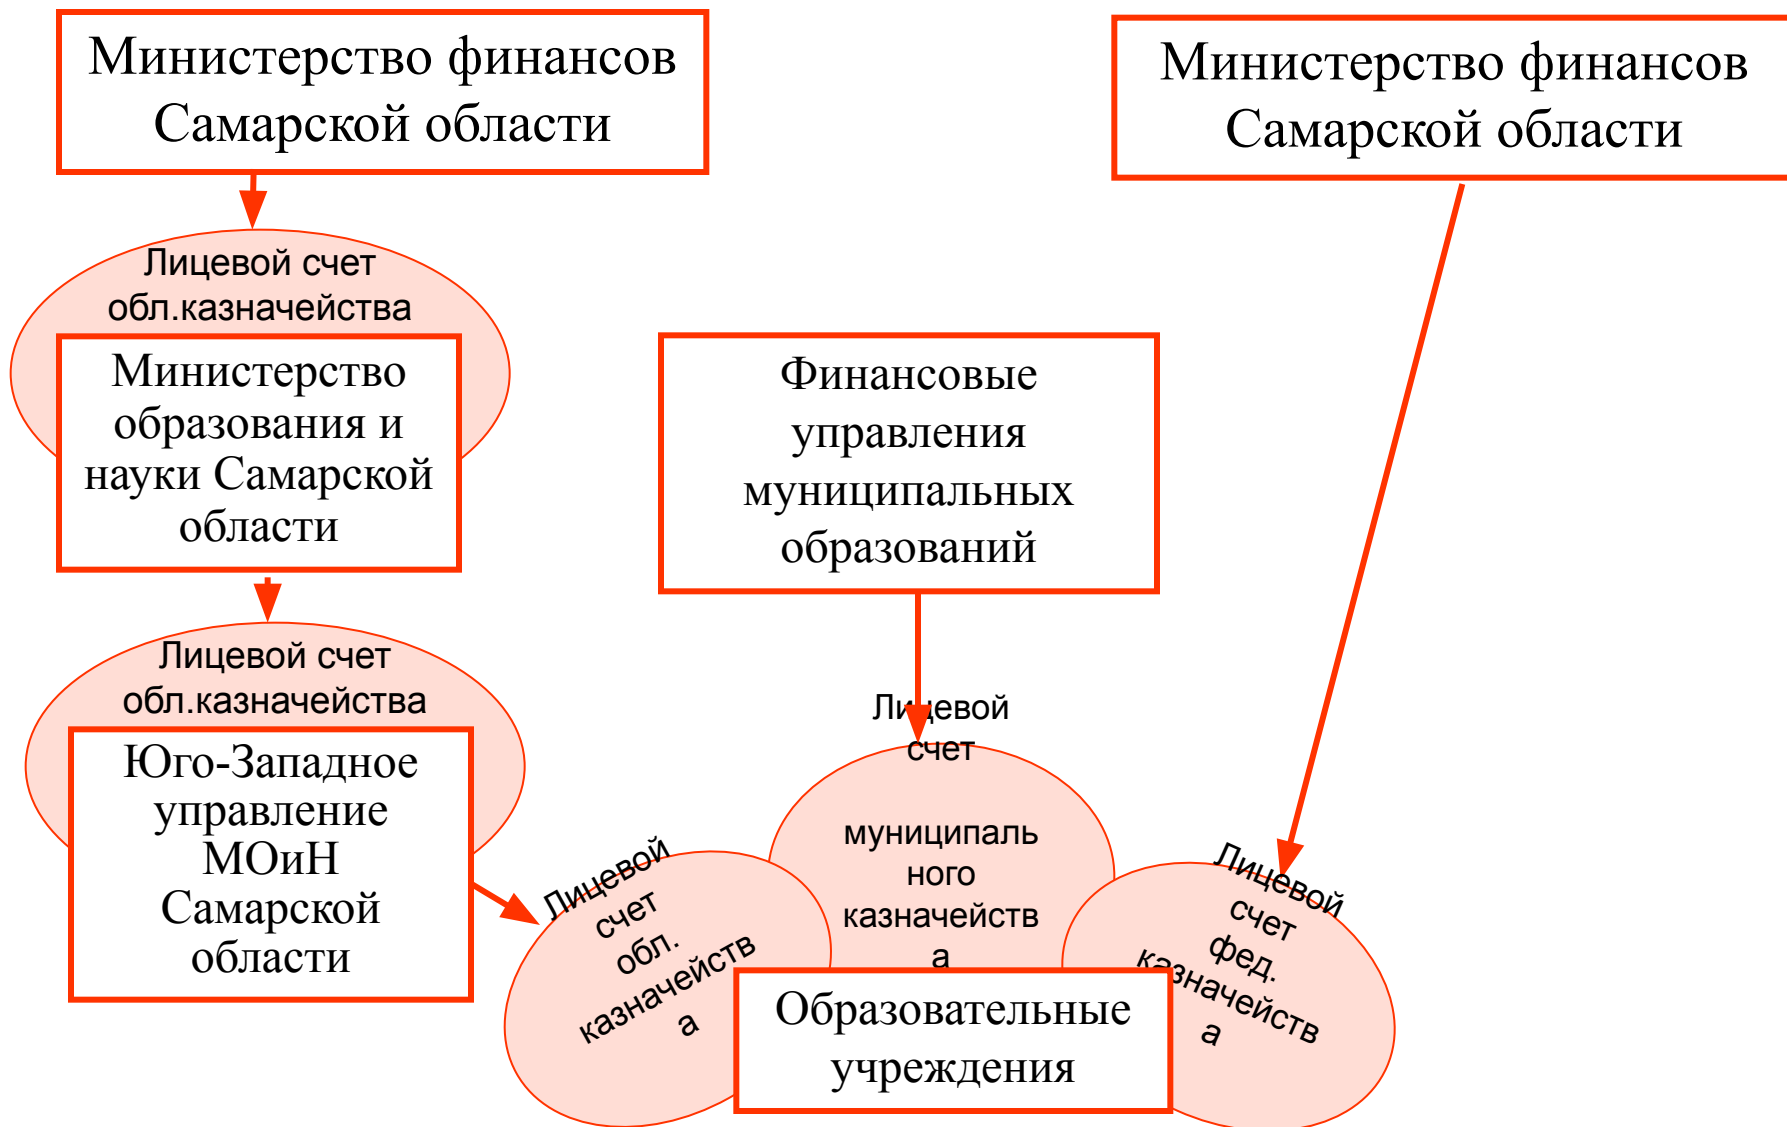 Министерство финансов
Самарской области
Министерство финансов
Самарской области
Лицевой счет
обл.казначейства
Министерство
образования и
науки Самарской
области
Финансовые
управления
муниципальных
образований
Лицевой счет
обл.казначейства
Юго-Западное
управление
МОиН
Самарской
области
Лицевой
счет
обл.
казначейств
а
Лицевой
счет
муниципаль
ного
казначейств
а
Лицевой
счет
фед.
казначейств
а
Образовательные
учреждения